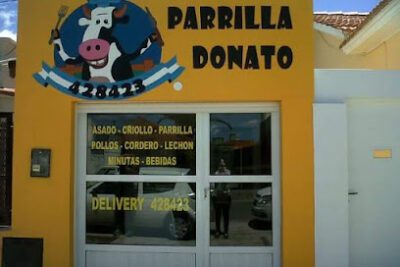 PARRILLA
DONATO
428423
ASADO - CRIOLLO - PARRILLA
POLLOS - CORDERO - LECHON
MINUTAS - BEBIDAS
DELIVERY 428423